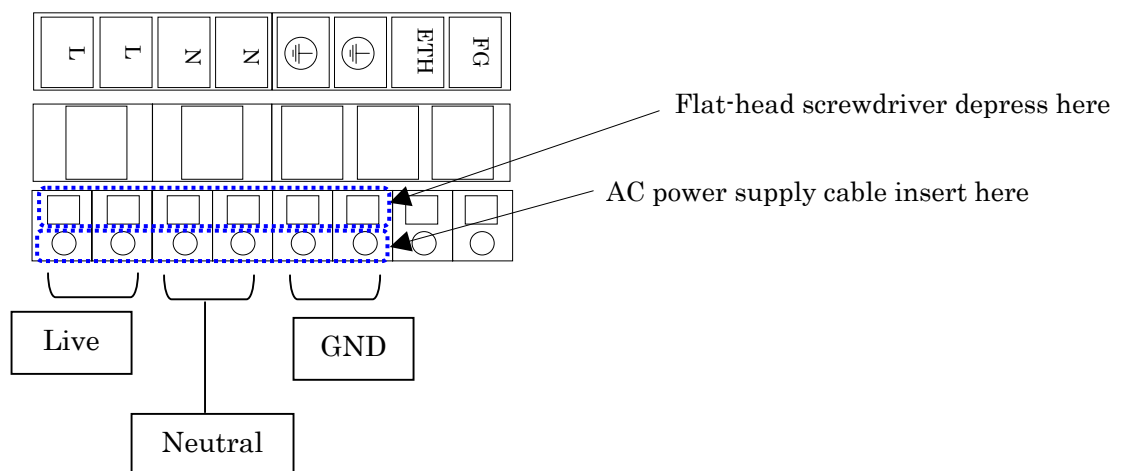 L L N N ETH FG
Flat-head screwdriver depress here
AC power supply cable insert here
Live
GND
Neutral